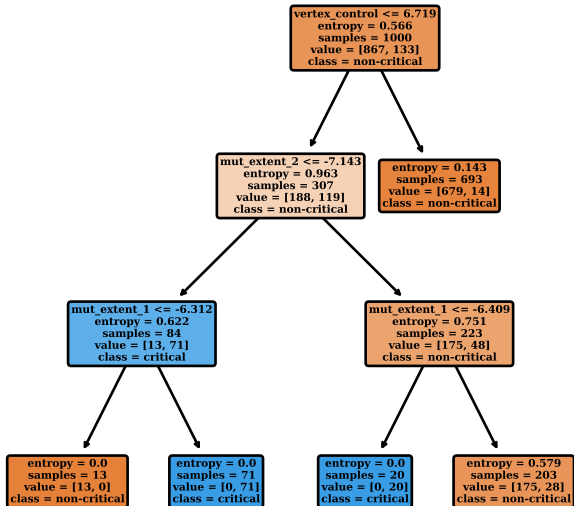 vertex_control <= 6.719
entropy = 0.566
samples = 1000
value = [867, 133]
class = non-critical
mut_extent_2 <= -7.143
entropy = 0.963
samples = 307
value = [188, 119]
class = non-critical
entropy = 0.143
samples = 693
value = [679, 14]
class = non-critical
mut_extent_1 <= -6.312
entropy = 0.622
samples = 84
value = [13, 71]
class = critical
mut_extent_1 <= -6.409
entropy = 0.751
samples = 223
value = [175, 48]
class = non-critical
entropy = 0.0
samples = 13
value = [13, 0]
class = non-critical
entropy = 0.0
samples = 71
value = [0, 71]
class = critical
entropy = 0.0
samples = 20
value = [0, 20]
class = critical
entropy = 0.579
samples = 203
value = [175, 28]
class = non-critical